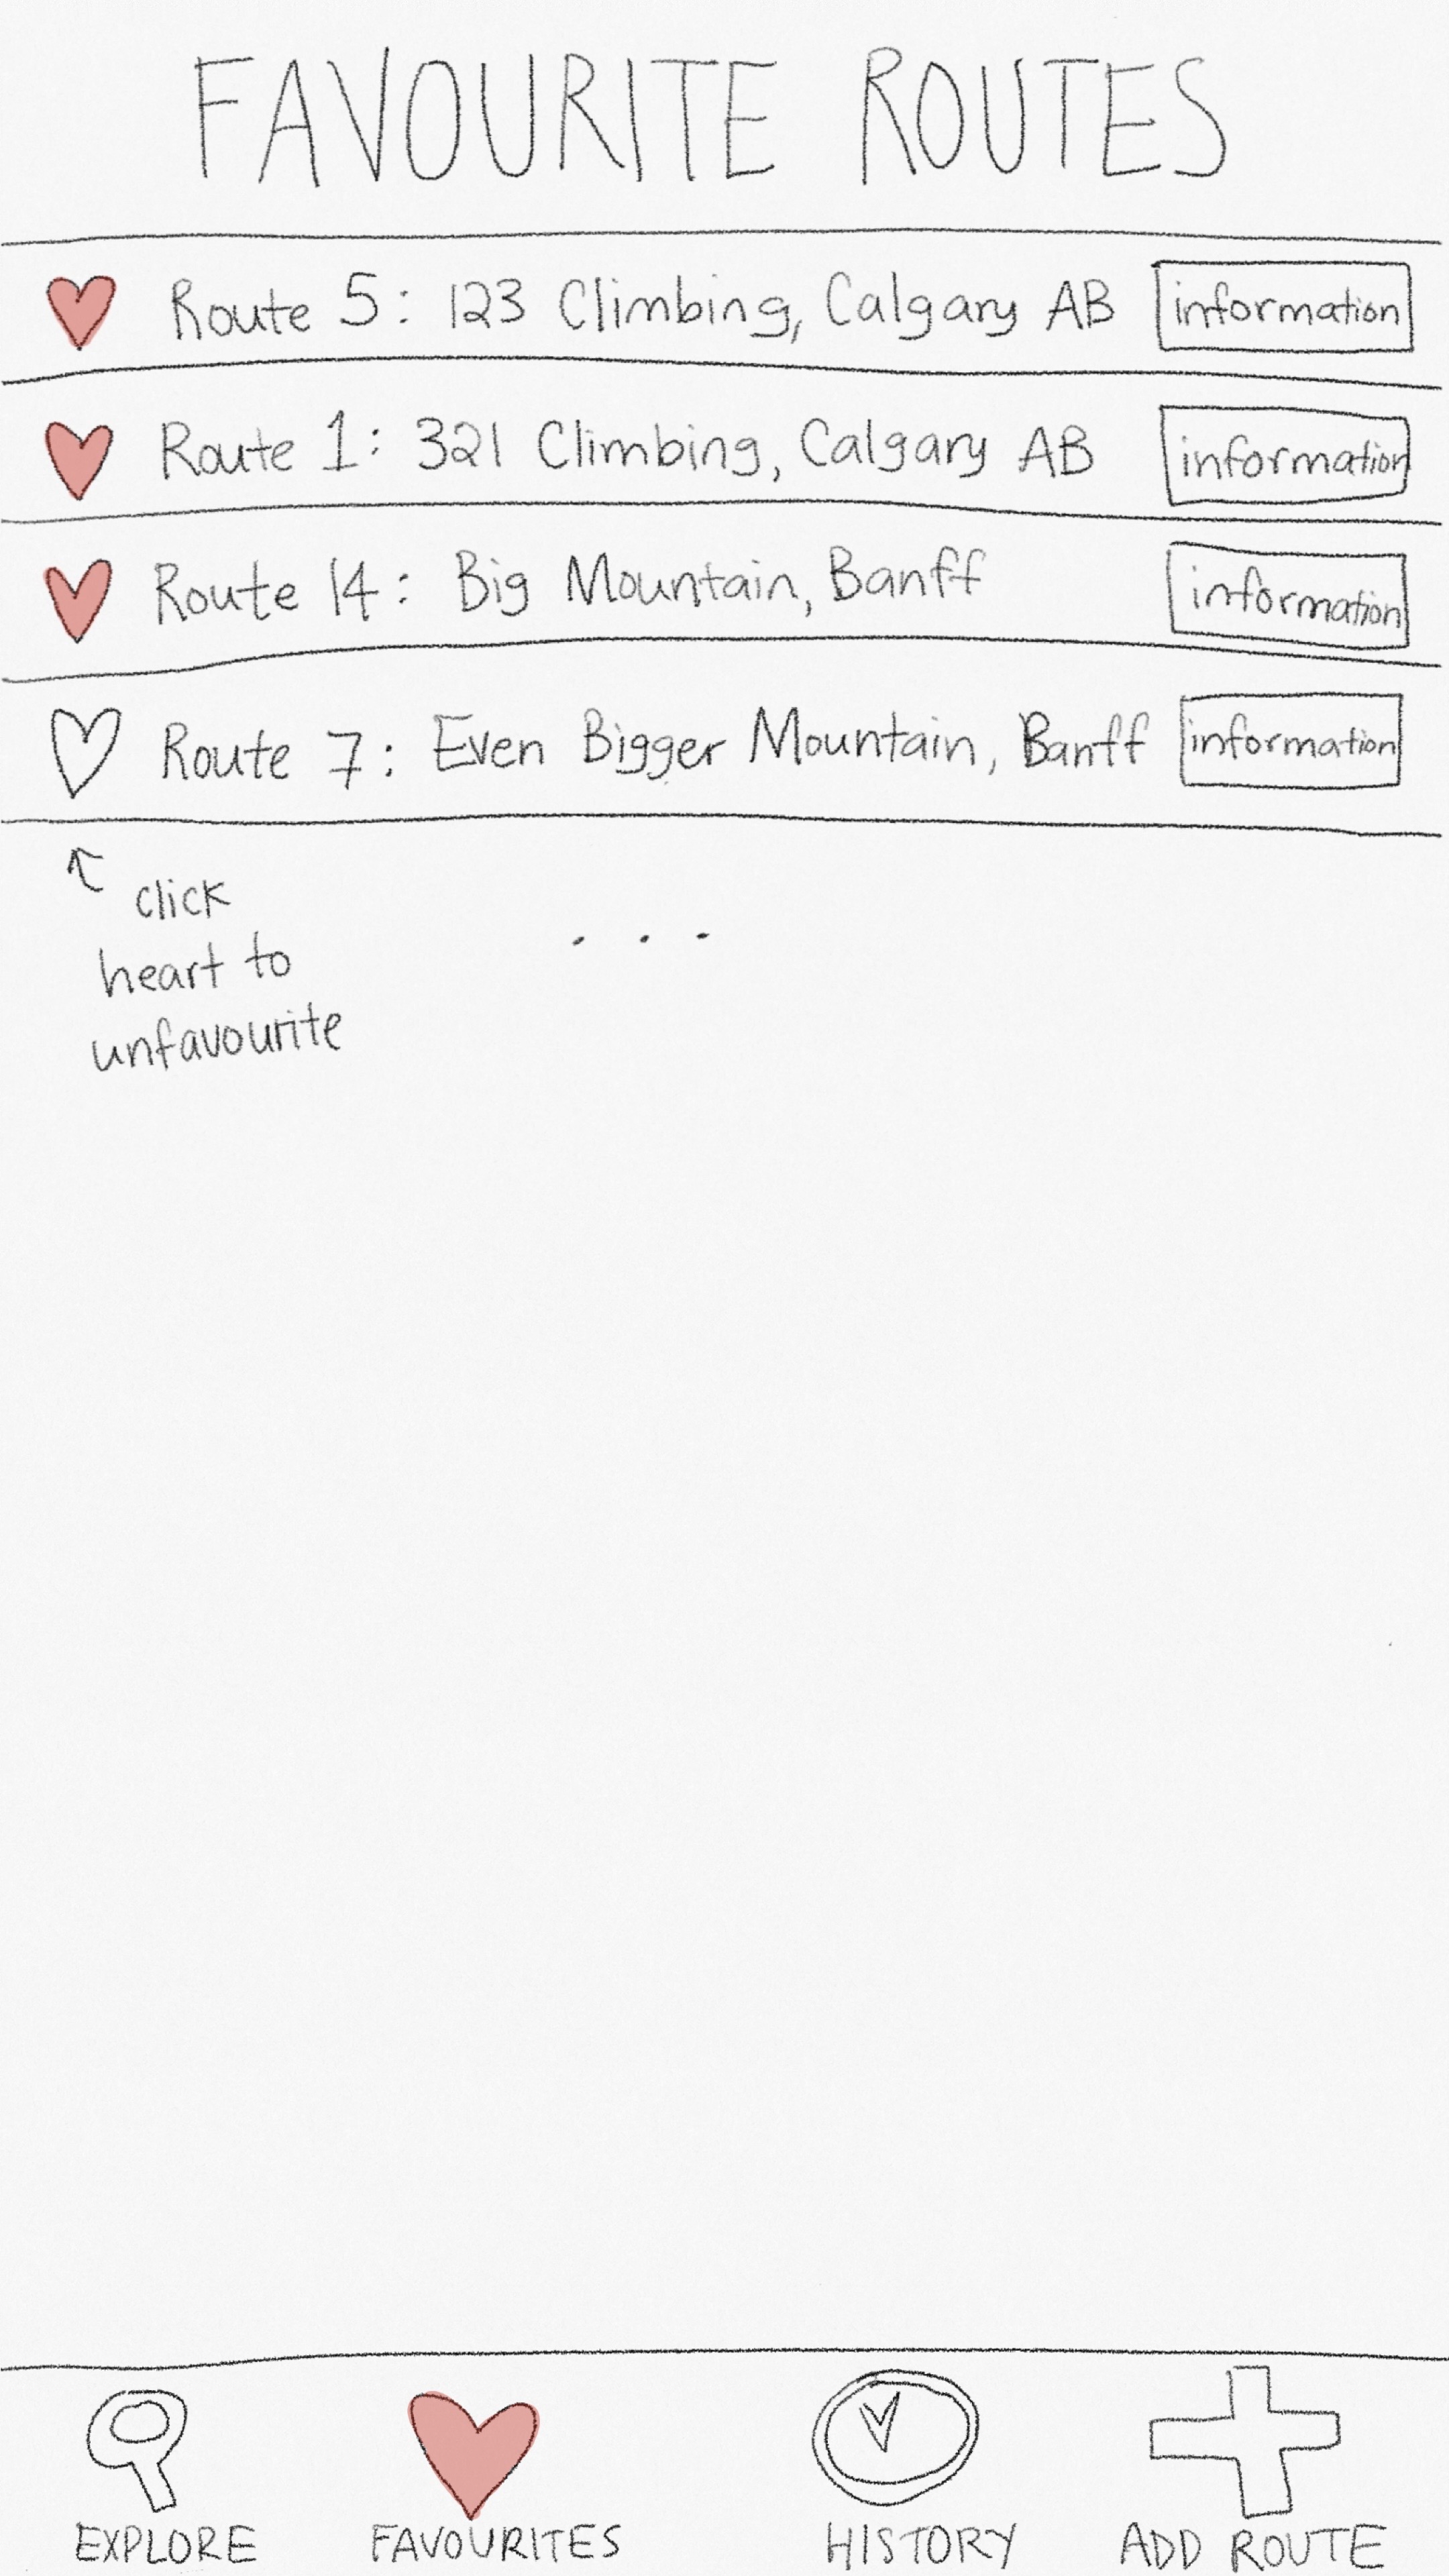 FAVOURITE ROUTES
Route 5: 123 Climbing, Calgary AB information
Route 1: 321 Climbing, Calgary AB information
Route 14: Big Mountain, Banff information
Route 7: Even Bigger Mountain, Banff information
click
heart to
unfavourite
. . .
EXPLORE FAVOURITES HISTORY ADD ROUTE